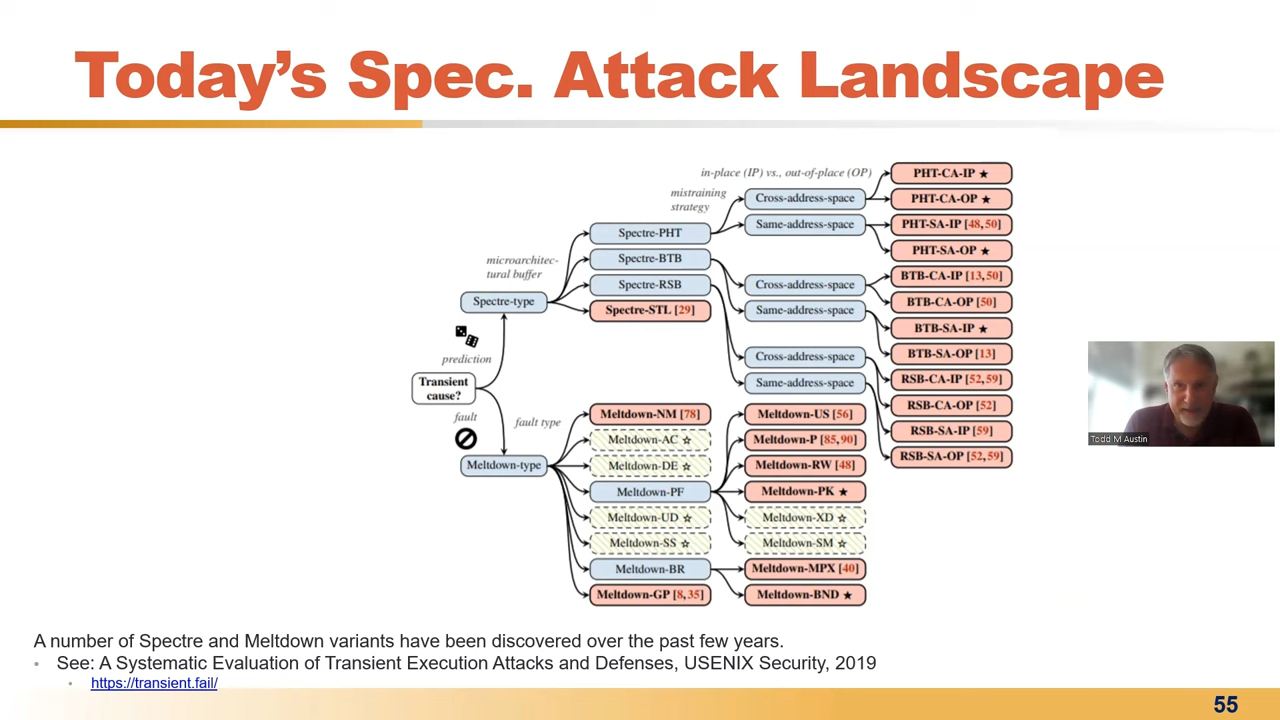 Today's Spec. Attack Landscape
in-place (IP) vs., out-of-place (OP)
mistraining
strategy
microarchitec-
tural buffer
prediction
Transient
cause?
fault
fault type
Spectre-type
Meltdown-type
Spectre-PHT
Spectre-BTB
Spectre-RSB
Spectre-STL [29]
Cross-address-space
Same-address-space
Cross-address-space
Same-address-space
Cross-address-space
Same-address-space
PHT-CA-IP ★
PHT-CA-OP ★
PHT-SA-IP [48,50]
PHT-SA-OP ★
BTB-CA-IP [13,50]
BTB-CA-OP [50]
BTB-SA-IP ★
BTB-SA-OP [13]
RSB-CA-IP [52,59]
RSB-CA-OP [52]
RSB-SA-IP [59]
RSB-SA-OP [52,59]
Meltdown-NM [78]
Meltdown-AC ☆
Meltdown-DE ☆
Meltdown-PF
Meltdown-UD ☆
Meltdown-SS ☆
Meltdown-BR
Meltdown-GP [8,35]
Meltdown-US [56]
Meltdown-P [85,90]
Meltdown-RW [48]
Meltdown-PK ★
Meltdown-XD ☆
Meltdown-SM ☆
Meltdown-MPX [40]
Meltdown-BND ★
Todd M Austin
A number of Spectre and Meltdown variants have been discovered over the past few years.
• See: A Systematic Evaluation of Transient Execution Attacks and Defenses, USENIX Security, 2019
• https://transient.fail/
55